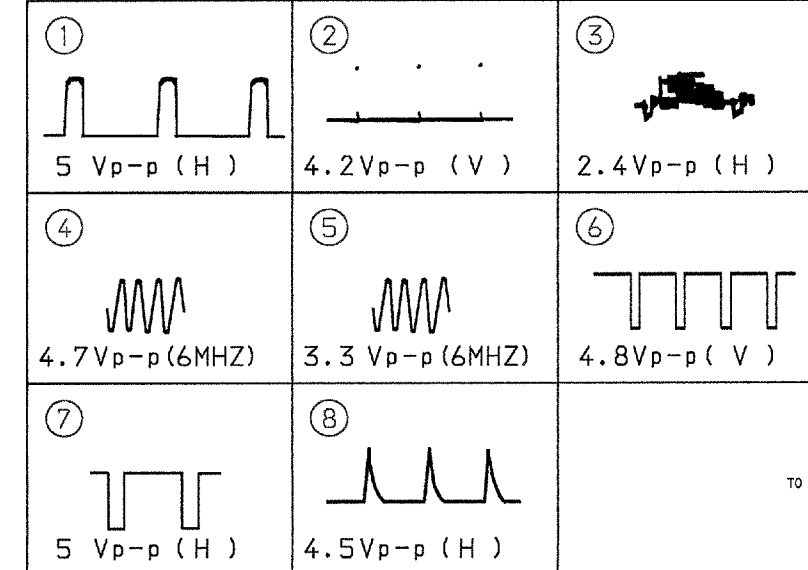 1
5 Vp-p (H)
2
4.2Vp-p (V)
3
2.4Vp-p (H)
4
4.7Vp-p(6MHZ)
5
3.3 Vp-p(6MHZ)
6
4.8Vp-p( V )
7
5 Vp-p (H)
8
4.5Vp-p (H)
TO